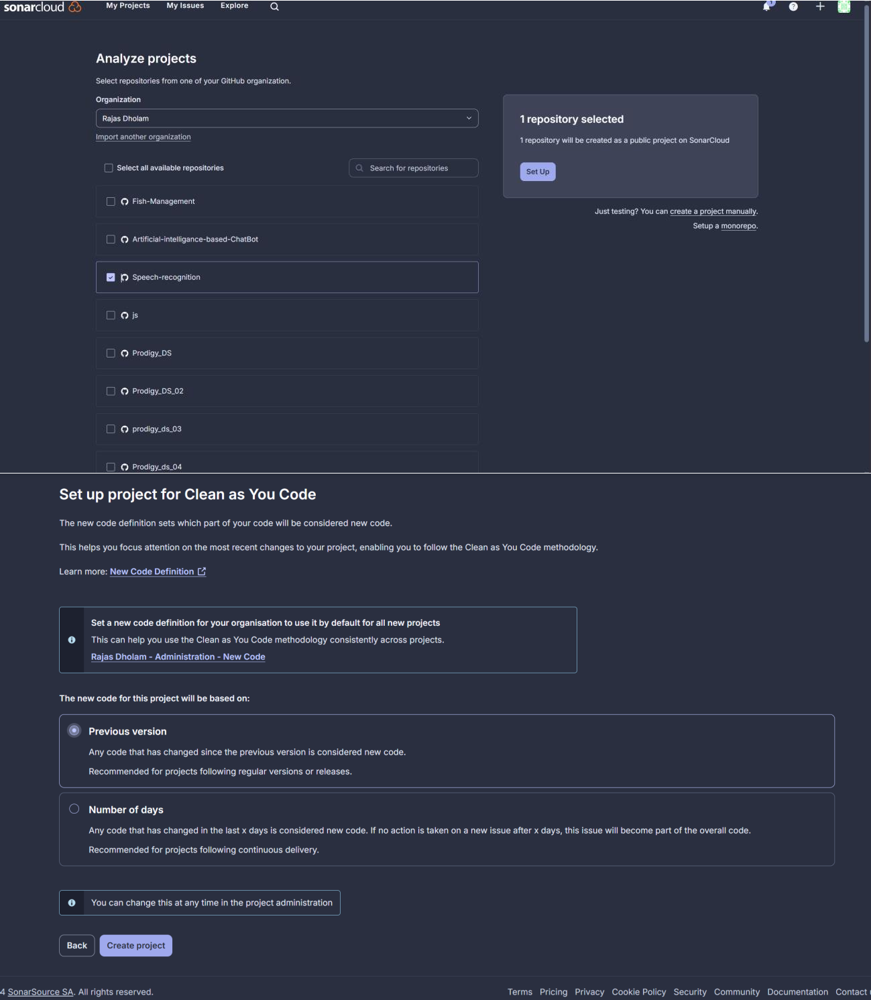 sonarcloud My Projects My Issues Explore
1
Analyze projects
Select repositories from one of your GitHub organization.
Organization
Rajas Dholam
Import another organization
Select all available repositories
Search for repositories
Fish-Management
Artificial-intelligance-based-ChatBot
Speech-recognition
js
Prodigy_DS
Prodigy_DS_02
prodigy_ds_03
Prodigy_ds_04
1 repository selected
1 repository will be created as a public project on SonarCloud
Set Up
Just testing? You can create a project manually.
Setup a monorepo.
Set up project for Clean as You Code
The new code definition sets which part of your code will be considered new code.
This helps you focus attention on the most recent changes to your project, enabling you to follow the Clean as You Code methodology.
Learn more: New Code Definition
Set a new code definition for your organisation to use it by default for all new projects
This can help you use the Clean as You Code methodology consistently across projects.
Rajas Dholam - Administration - New Code
The new code for this project will be based on:
Previous version
Any code that has changed since the previous version is considered new code.
Recommended for projects following regular versions or releases.
Number of days
Any code that has changed in the last x days is considered new code. If no action is taken on a new issue after x days, this issue will become part of the overall code.
Recommended for projects following continuous delivery.
You can change this at any time in the project administration
Back Create project
4 SonarSource SA. All rights reserved.
Terms Pricing Privacy Cookie Policy Security Community Documentation Contact